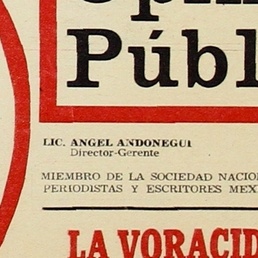 Públ
LIC. ANGEL ANDONEGUI
Director-Gerente
MIEMBRO DE LA SOCIEDAD NACIO
PERIODISTAS Y ESCRITORES MEX
LA VORACID